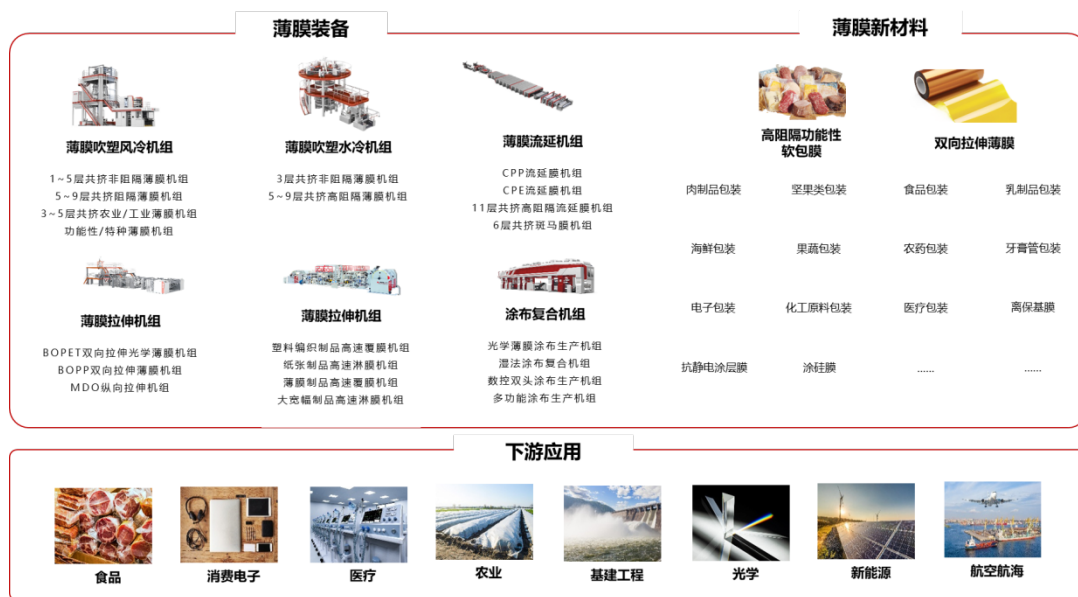 薄膜装备
薄膜新材料
薄膜吹塑风冷机组
1~5层共挤非阻隔薄膜机组
5~9层共挤阻隔薄膜机组
3~5层共挤农业/工业薄膜机组
功能性/特种薄膜机组
薄膜吹塑水冷机组
3层共挤非阻隔薄膜机组
5~9层共挤高阻隔薄膜机组
薄膜流延机组
CPP流延膜机组
CPE流延膜机组
11层共挤高阻隔流延膜机组
6层共挤斑马膜机组
薄膜拉伸机组
BOPET双向拉伸光学薄膜机组
BOPP双向拉伸薄膜机组
MDO纵向拉伸机组
薄膜拉伸机组
塑料编织制品高速覆膜机组
纸张制品高速淋膜机组
薄膜制品高速覆膜机组
大宽幅制品高速淋膜机组
涂布复合机组
光学薄膜涂布生产机组
湿法涂布复合机组
数控双头涂布生产机组
多功能涂布生产机组
高阻隔功能性
软包膜
双向拉伸薄膜
肉制品包装 坚果类包装 食品包装 乳制品包装
海鲜包装 果蔬包装 农药包装 牙膏管包装
电子包装 化工原料包装 医疗包装 离保基膜
抗静电涂层膜 涂硅膜 ...... ......
下游应用
食品 消费电子 医疗 农业 基建工程 光学 新能源 航空航海